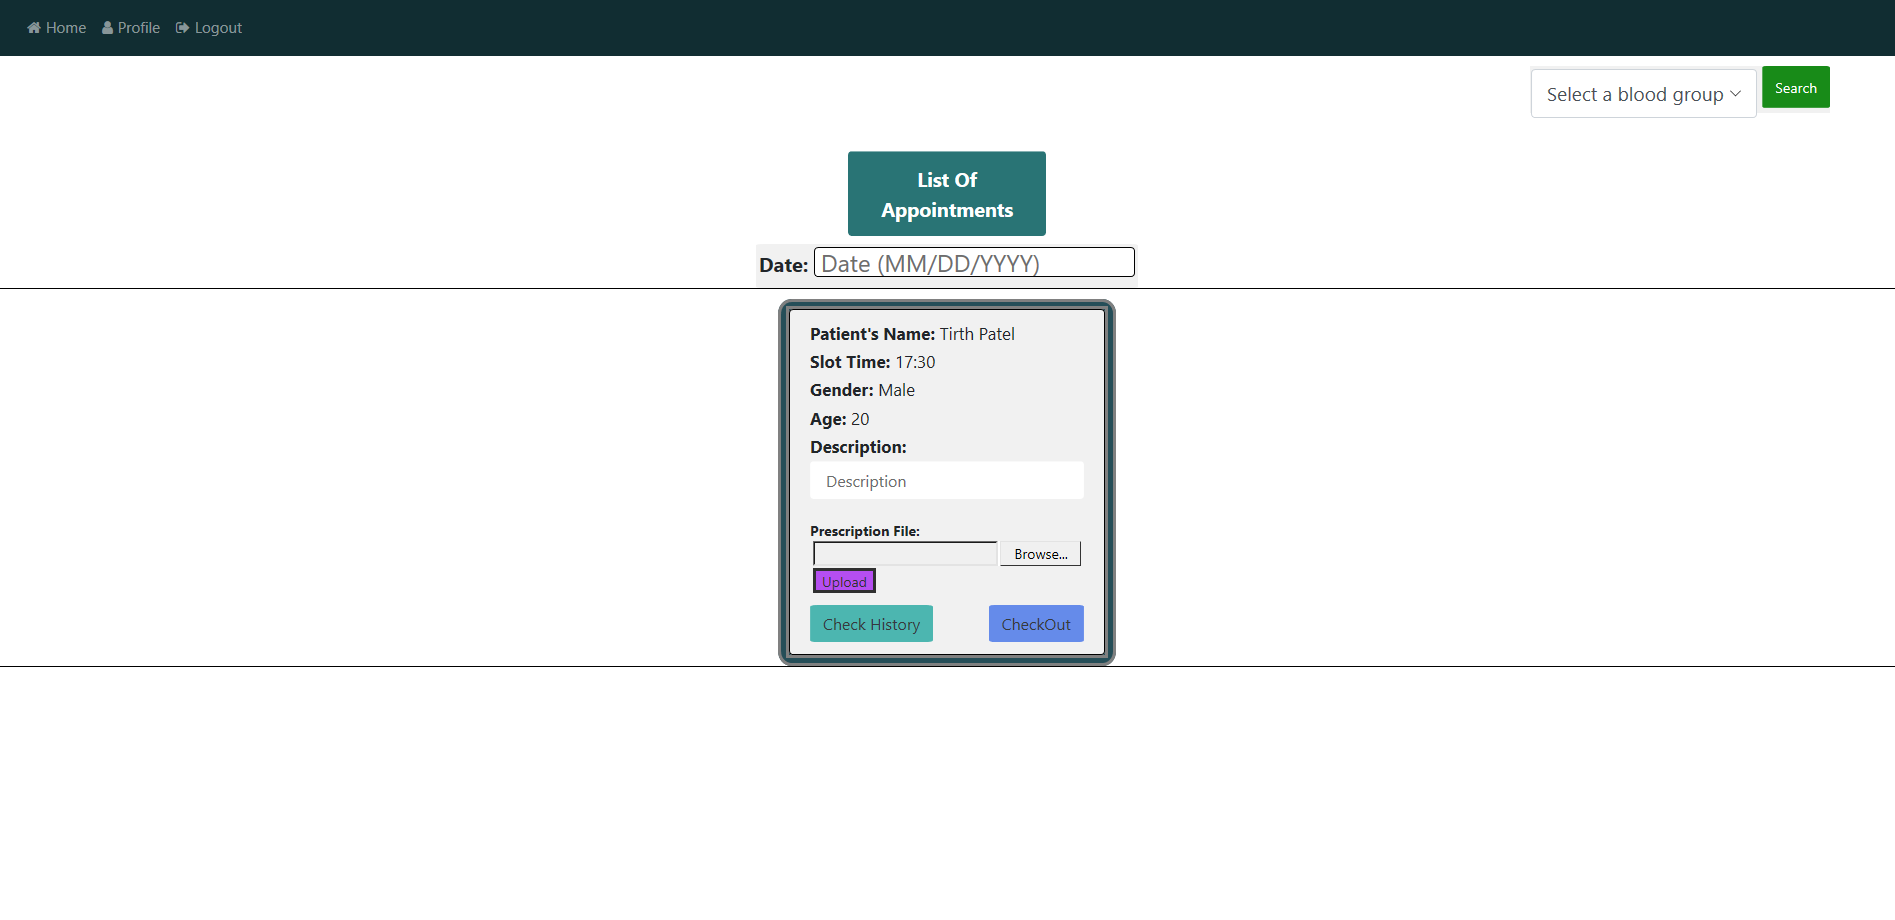 Home Profile Logout
Select a blood group Search
List Of
Appointments
Date: Date (MM/DD/YYYY)
Patient's Name: Tirth Patel
Slot Time: 17:30
Gender: Male
Age: 20
Description:
Description
Prescription File:
Browse...
Upload
Check History CheckOut